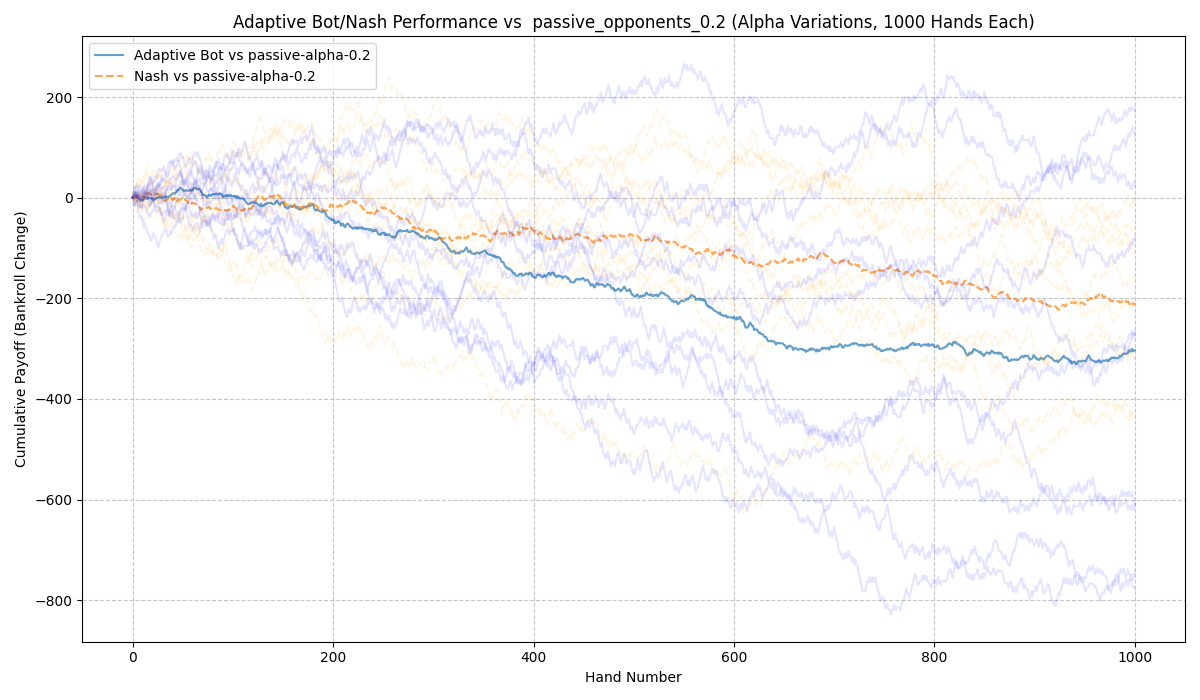 Adaptive Bot/Nash Performance vs  passive_opponents_0.2 (Alpha Variations, 1000 Hands Each)
Adaptive Bot vs passive-alpha-0.2
Nash vs passive-alpha-0.2
Cumulative Payoff (Bankroll Change)
200
0
−200
−400
−600
−800
0
200
400
600
800
1000
Hand Number